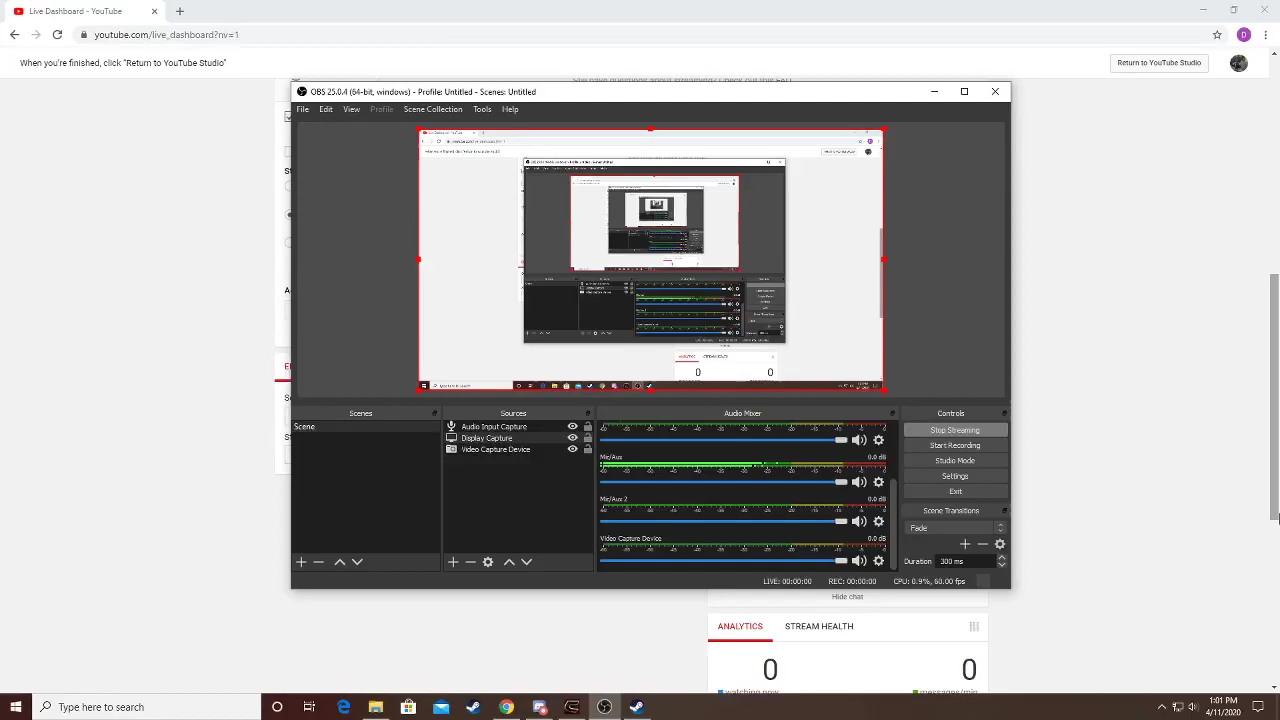 Live Dashboard - YouTube
youtube.com/live_dashboard?nv=1
When you're finished, click "Return to YouTube Studio"
Return to YouTube Studio
OBS 25.0.4 (64-bit, windows) - Profile: Untitled - Scenes: Untitled
File Edit View Profile Scene Collection Tools Help
Scenes
Scene
Sources
Audio Input Capture
Display Capture
Video Capture Device
Audio Mixer
Mic/Aux 0.0 dB
Mic/Aux 2 0.0 dB
Video Capture Device 0.0 dB
Controls
Stop Streaming
Start Recording
Studio Mode
Settings
Exit
Scene Transitions
Fade
Duration 300 ms
LIVE: 00:00:00 REC: 00:00:00 CPU: 0.9%, 60.00 fps
Hide chat
ANALYTICS STREAM HEALTH
0 0
watching now messages/min
Type here to search
1:01 PM
4/11/2020